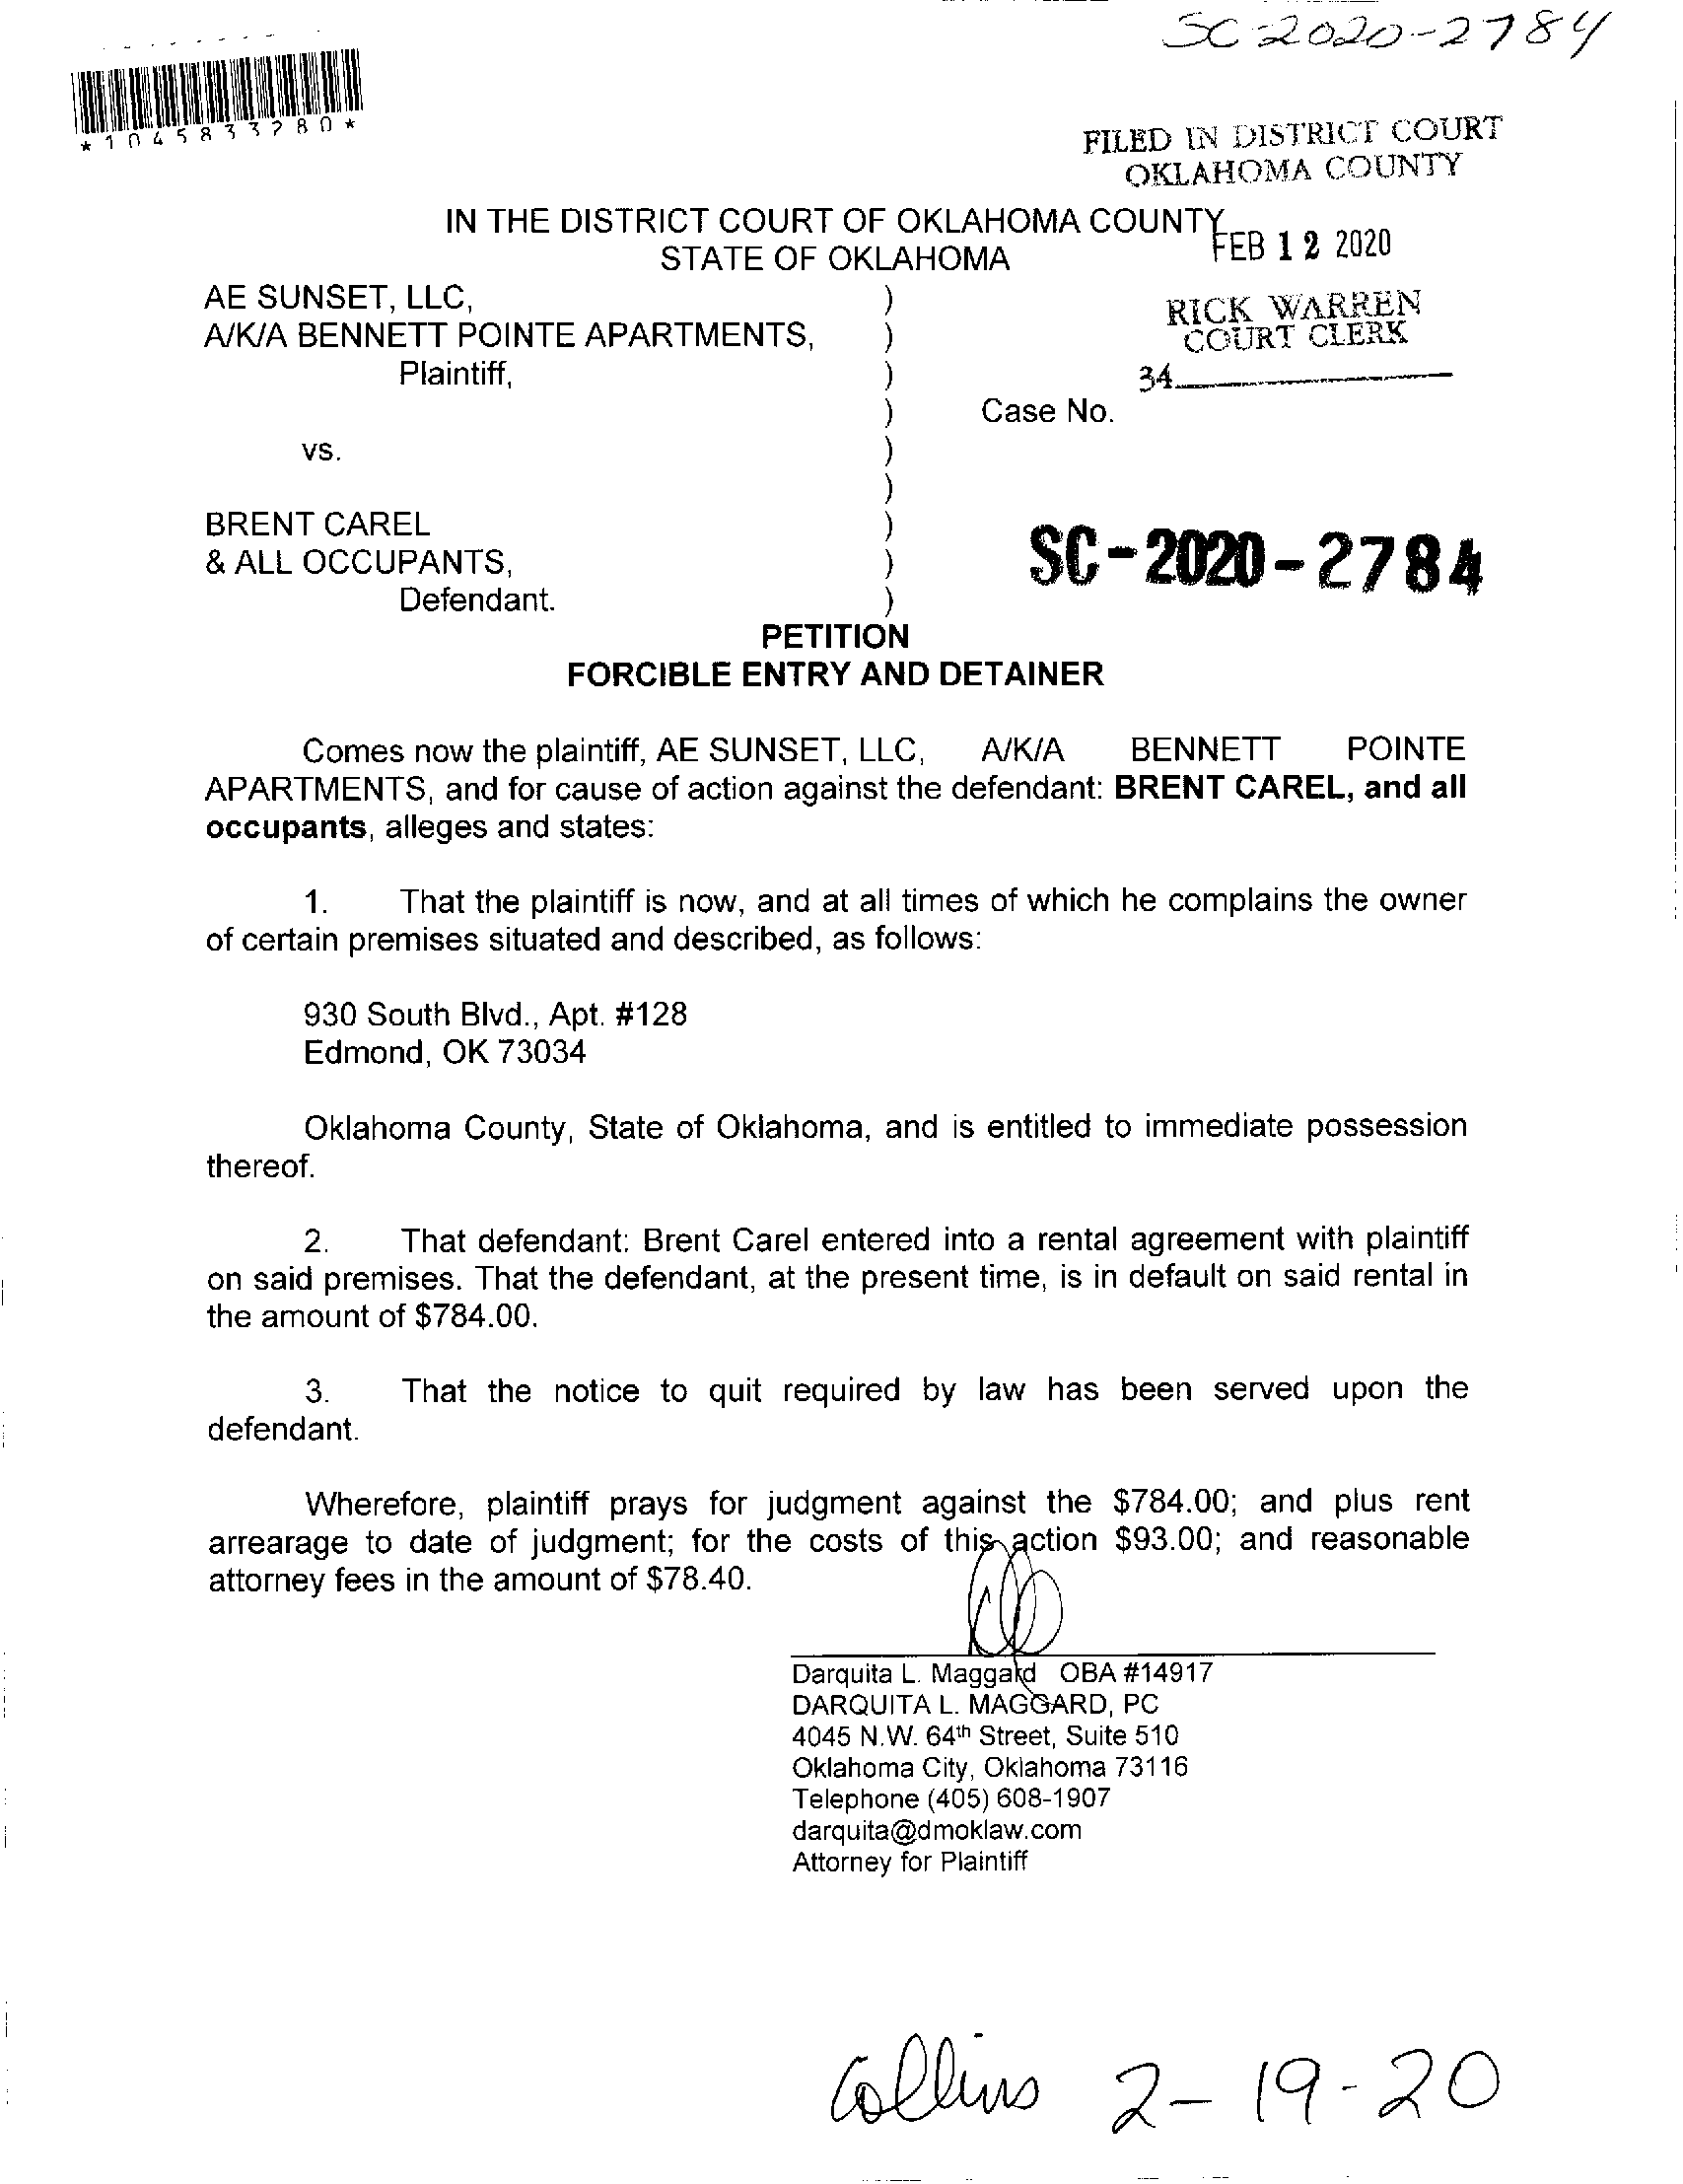 SC-2020-2784
*1045833780*
FILED IN DISTRICT COURT
OKLAHOMA COUNTY
IN THE DISTRICT COURT OF OKLAHOMA COUNTY
STATE OF OKLAHOMA
FEB 12 2020
AE SUNSET, LLC, )
A/K/A BENNETT POINTE APARTMENTS, )
Plaintiff, )
RICK WARREN
COURT CLERK
34
) Case No.
vs. )
)
BRENT CAREL )
& ALL OCCUPANTS, )
Defendant. )
SC-2020-2784
PETITION
FORCIBLE ENTRY AND DETAINER
Comes now the plaintiff, AE SUNSET, LLC, A/K/A BENNETT POINTE
APARTMENTS, and for cause of action against the defendant: BRENT CAREL, and all
occupants, alleges and states:
1. That the plaintiff is now, and at all times of which he complains the owner
of certain premises situated and described, as follows:
930 South Blvd., Apt. #128
Edmond, OK 73034
Oklahoma County, State of Oklahoma, and is entitled to immediate possession
thereof.
2. That defendant: Brent Carel entered into a rental agreement with plaintiff
on said premises. That the defendant, at the present time, is in default on said rental in
the amount of $784.00.
3. That the notice to quit required by law has been served upon the
defendant.
Wherefore, plaintiff prays for judgment against the $784.00; and plus rent
arrearage to date of judgment; for the costs of this action $93.00; and reasonable
attorney fees in the amount of $78.40.
Darquita L. Maggard OBA #14917
DARQUITA L. MAGGARD, PC
4045 N.W. 64th Street, Suite 510
Oklahoma City, Oklahoma 73116
Telephone (405) 608-1907
darquita@dmoklaw.com
Attorney for Plaintiff
Collins 2-19-20